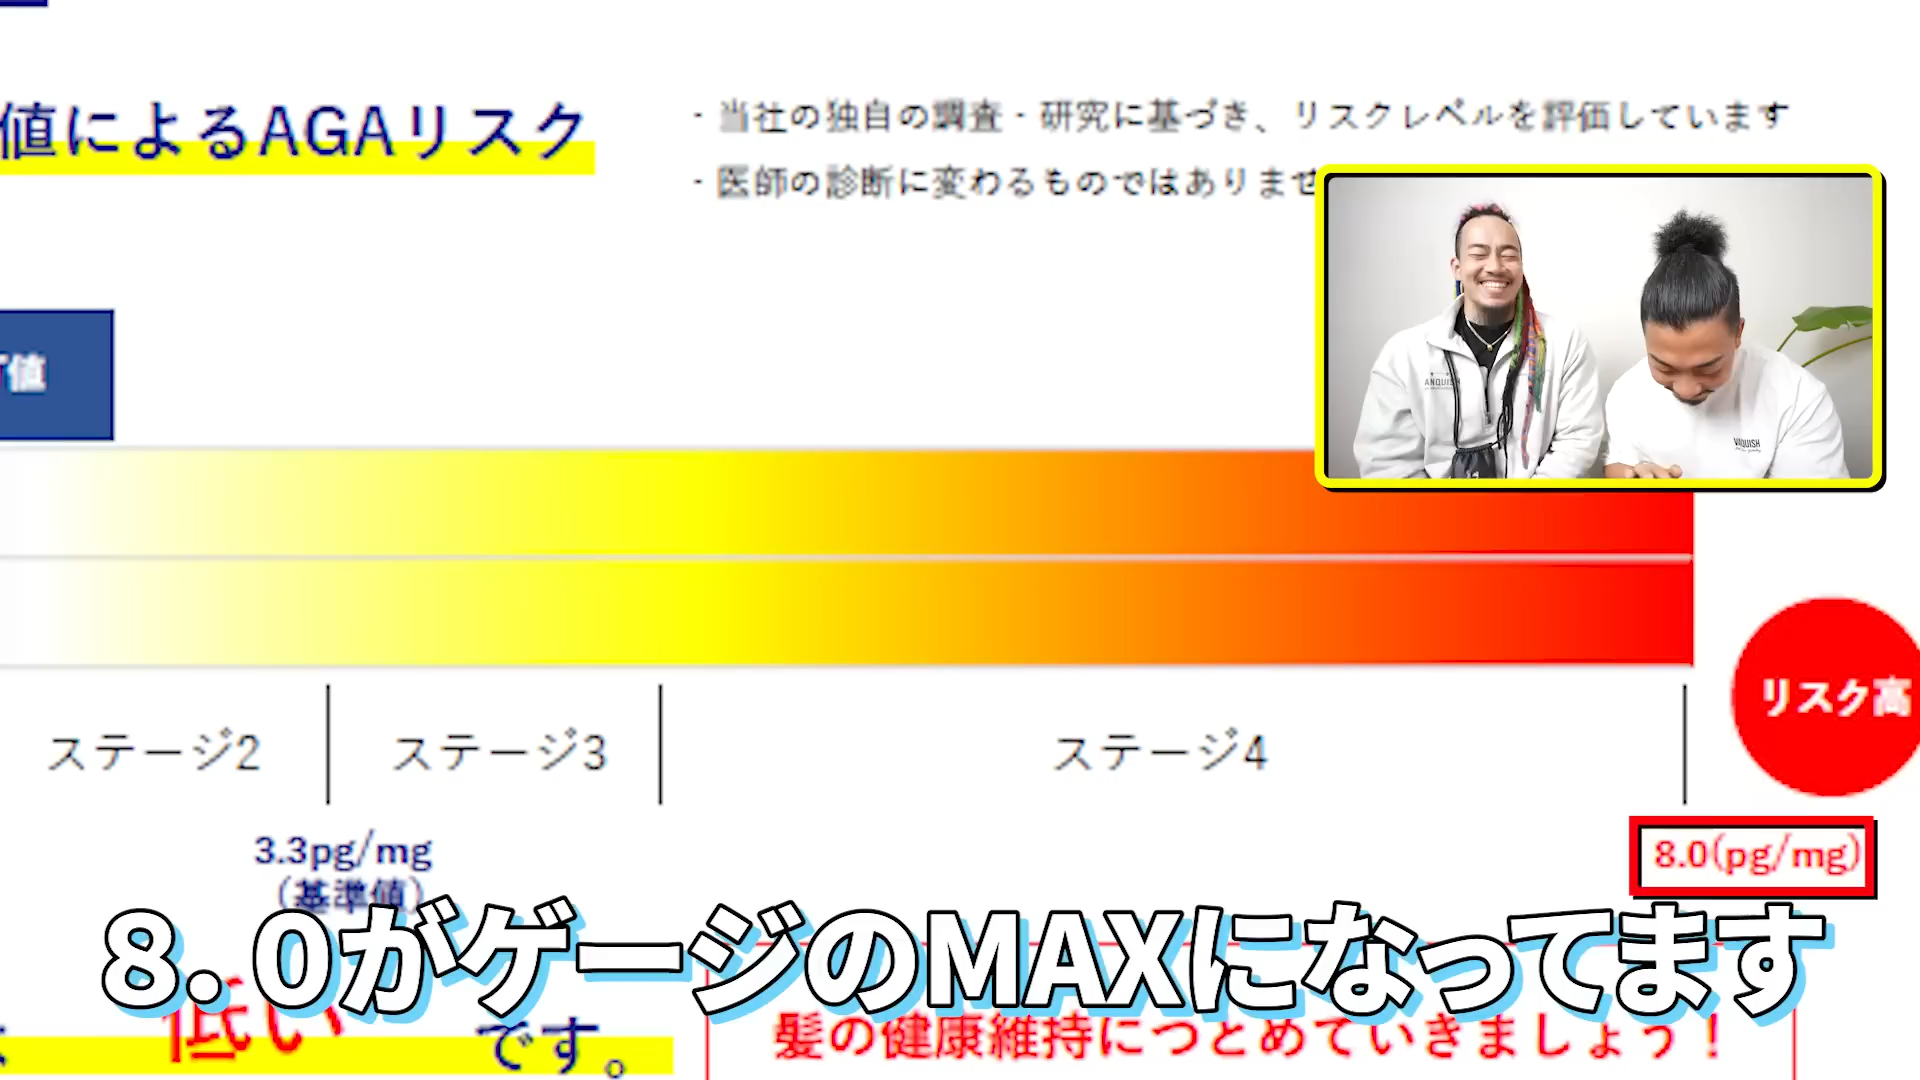 値によるAGAリスク
・当社の独自の調査・研究に基づき、リスクレベルを評価しています
・医師の診断に変わるものではありませ
値
ANQUISH
VAQUISH
リスク高
ステージ2
ステージ3
ステージ4
3.3pg/mg
(基準値)
8.0(pg/mg)
8.0がゲージのMAXになってます
低い
です。
髪の健康維持につとめていきましょう!